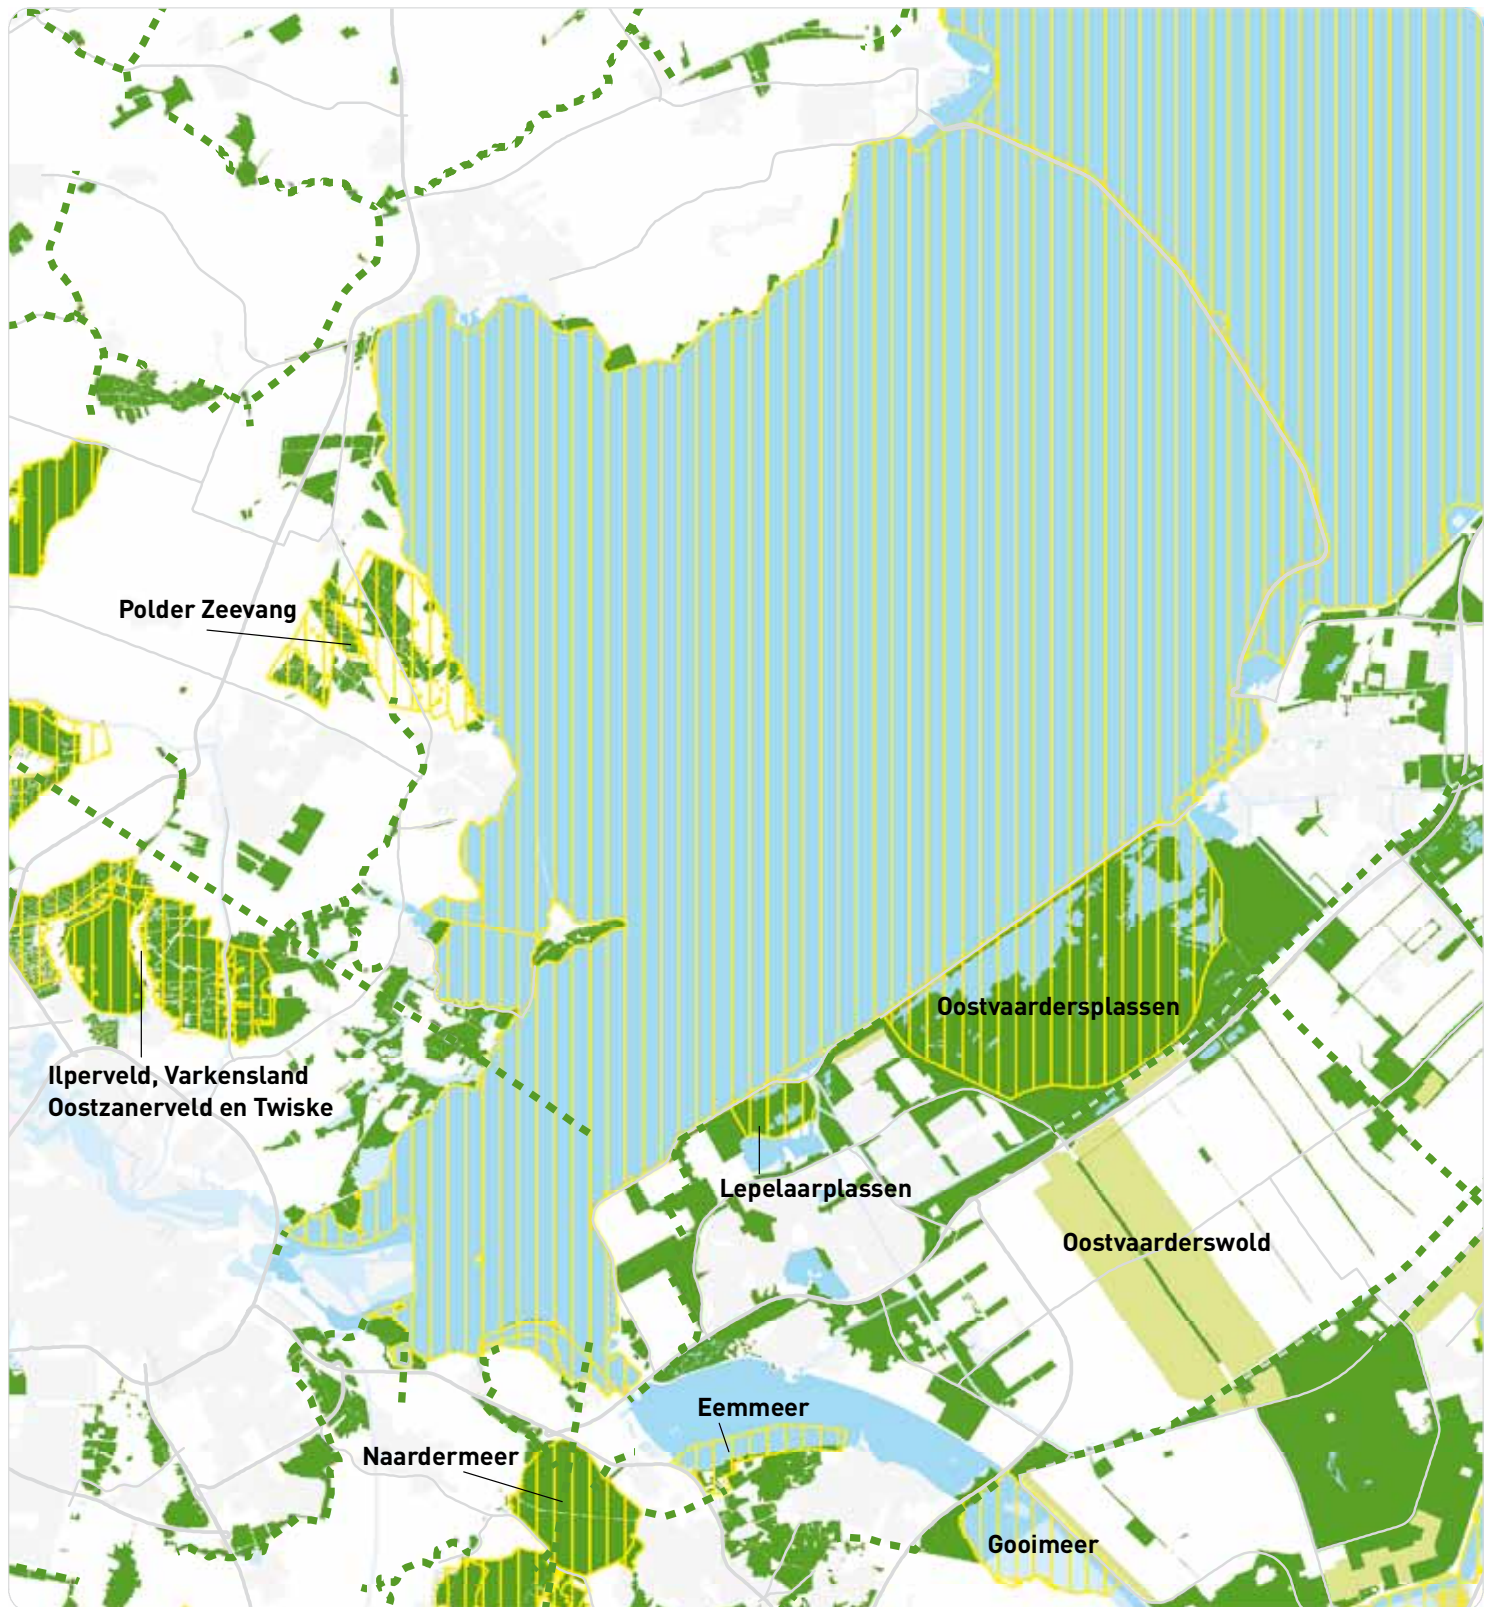 Polder Zeevang
Oostvaardersplassen
Ilperveld, Varkensland
Oostzanerveld en Twiske
Lepelaarplassen
Oostvaarderswold
Eemmeer
Naardermeer
Gooimeer